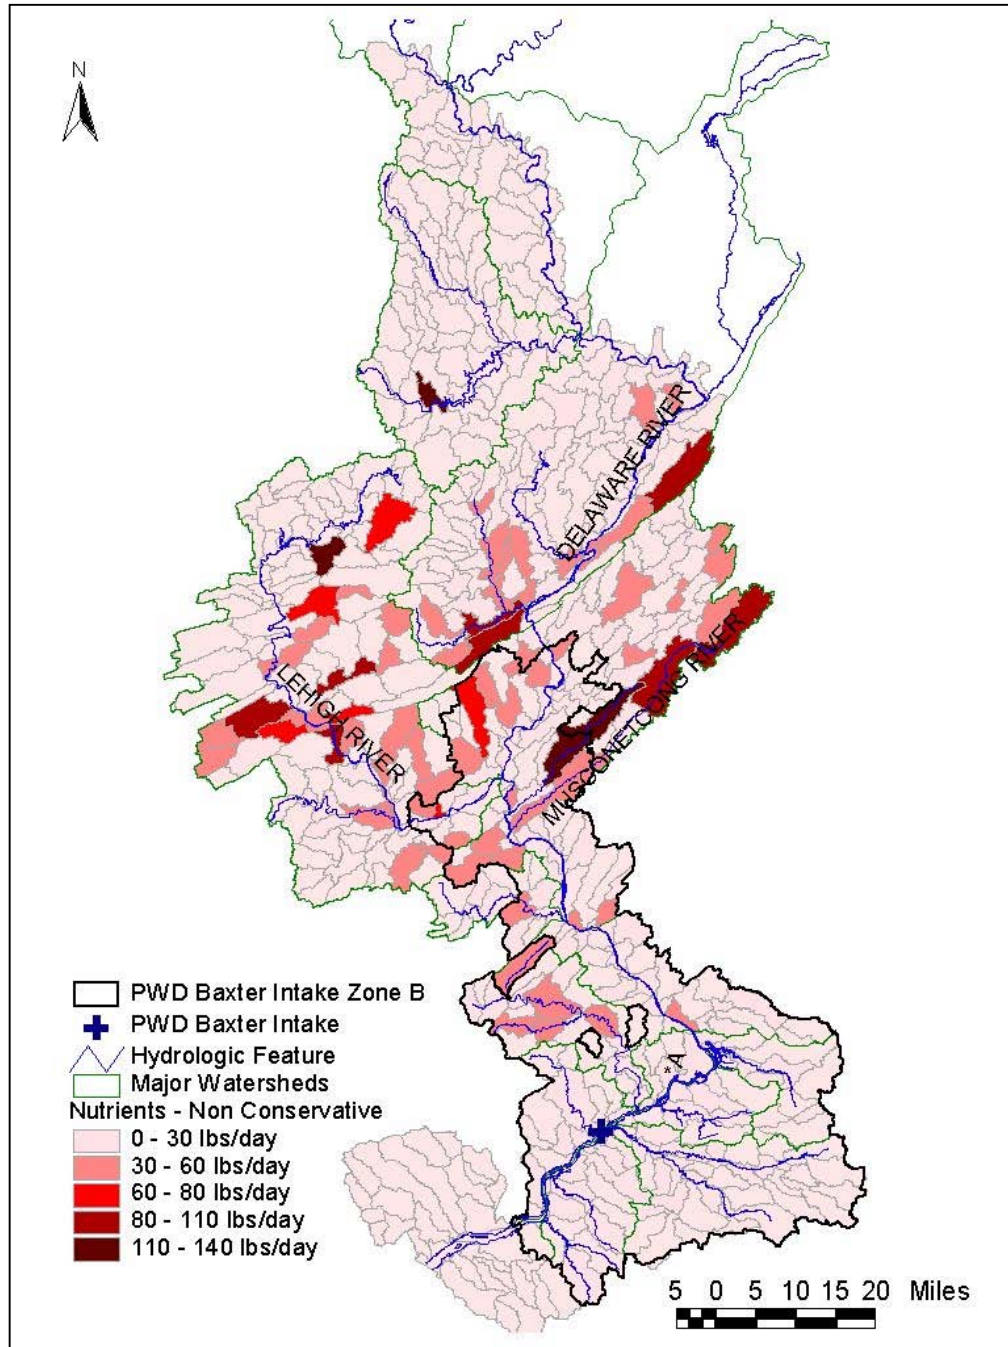 N
DELAWARE RIVER
MUSCONETCONG RIVER
LEHIGH RIVER
*A
PWD Baxter Intake Zone B
PWD Baxter Intake
Hydrologic Feature
Major Watersheds
Nutrients - Non Conservative
0 - 30 lbs/day
30 - 60 lbs/day
60 - 80 lbs/day
80 - 110 lbs/day
110 - 140 lbs/day
5 0 5 10 15 20 Miles